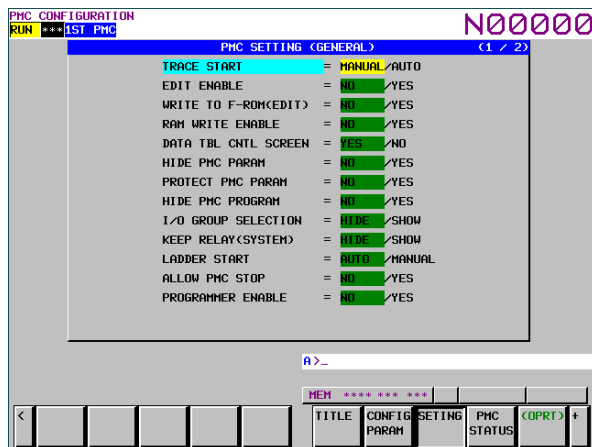 PMC CONFIGURATION
RUN *** 1ST PMC N00000
PMC SETTING (GENERAL) (1 / 2)
TRACE START = MANUAL/AUTO
EDIT ENABLE = NO /YES
WRITE TO F-ROM(EDIT) = NO /YES
RAM WRITE ENABLE = NO /YES
DATA TBL CNTL SCREEN = YES /NO
HIDE PMC PARAM = NO /YES
PROTECT PMC PARAM = NO /YES
HIDE PMC PROGRAM = NO /YES
I/O GROUP SELECTION = HIDE /SHOW
KEEP RELAY(SYSTEM) = HIDE /SHOW
LADDER START = AUTO /MANUAL
ALLOW PMC STOP = NO /YES
PROGRAMMER ENABLE = NO /YES
A>_
MEM **** *** ***
< TITLE CONFIG PARAM SETING PMC STATUS (OPRT) +